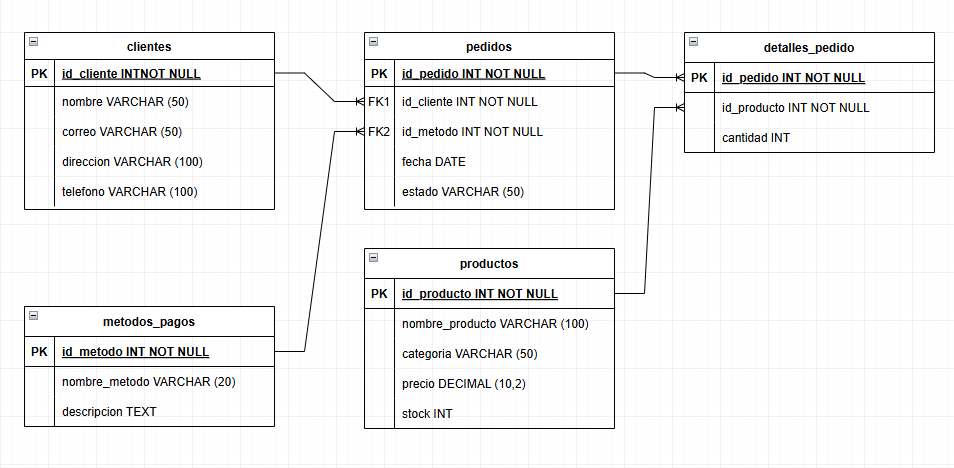 clientes
PK id_cliente INTNOT NULL
nombre VARCHAR (50)
correo VARCHAR (50)
direccion VARCHAR (100)
telefono VARCHAR (100)
pedidos
PK id_pedido INT NOT NULL
FK1 id_cliente INT NOT NULL
FK2 id_metodo INT NOT NULL
fecha DATE
estado VARCHAR (50)
detalles_pedido
PK id_pedido INT NOT NULL
id_producto INT NOT NULL
cantidad INT
productos
PK id_producto INT NOT NULL
nombre_producto VARCHAR (100)
categoria VARCHAR (50)
precio DECIMAL (10,2)
stock INT
metodos_pagos
PK id_metodo INT NOT NULL
nombre_metodo VARCHAR (20)
descripcion TEXT